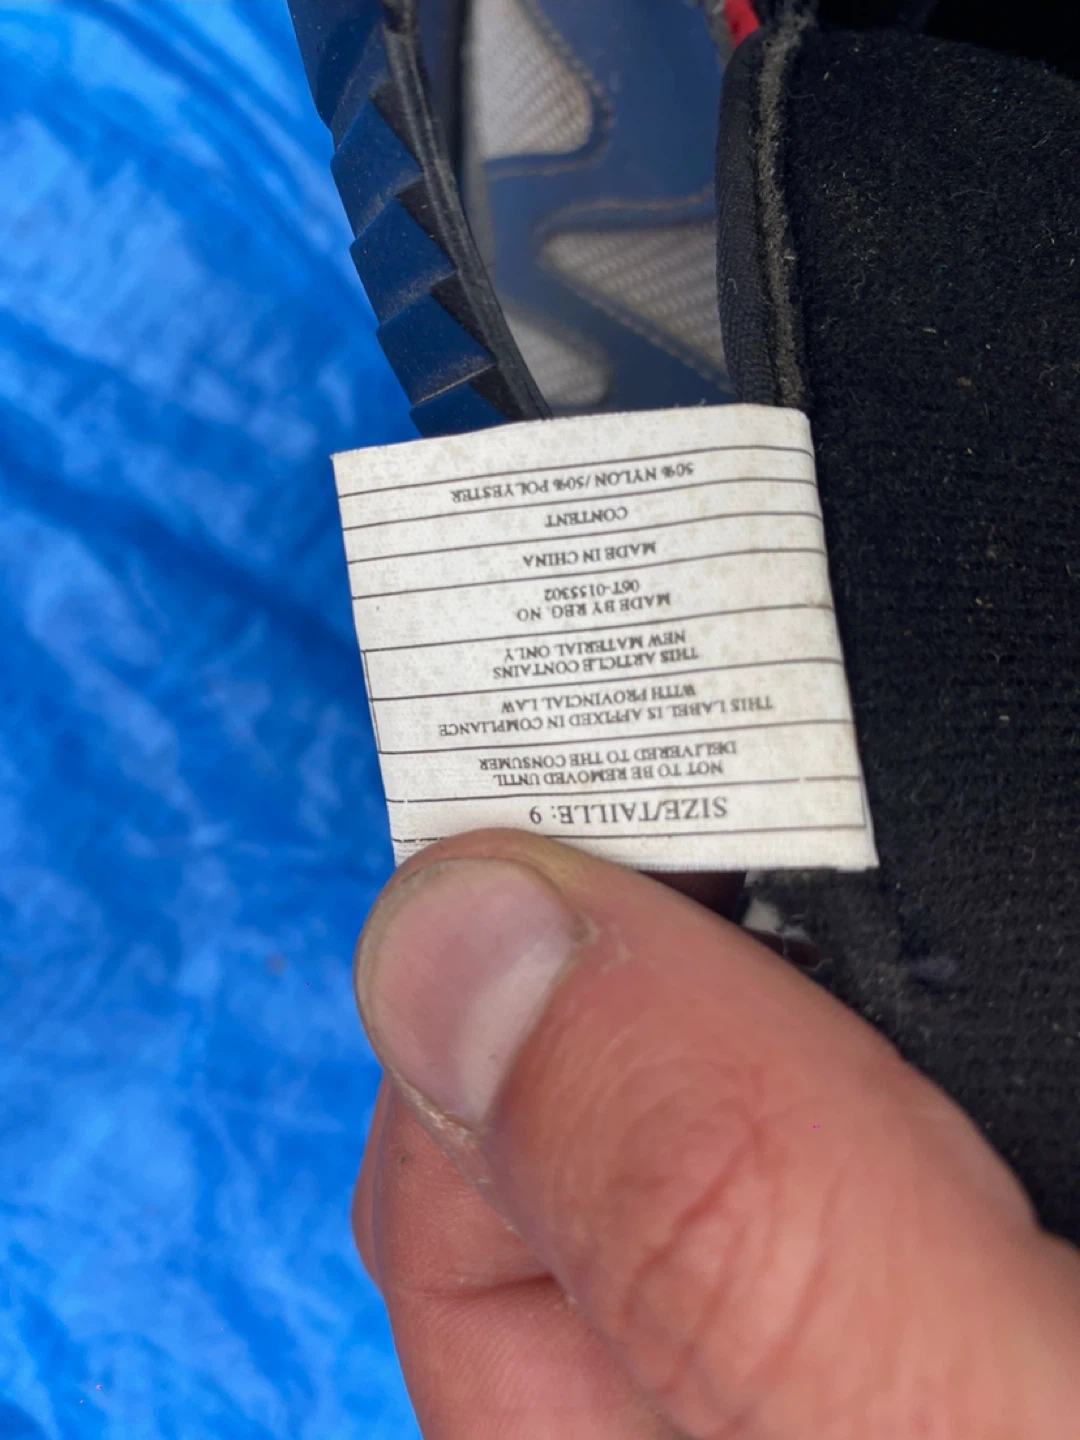 SIZE/TAILLE: 9
NOT TO BE REMOVED UNTIL
DELIVERED TO THE CONSUMER
THIS LABEL IS AFFIXED IN COMPLIANCE
WITH PROVINCIAL LAW
THIS ARTICLE CONTAINS
NEW MATERIAL ONLY
MADE BY REG. NO
06T-0155302
MADE IN CHINA
CONTENT
50% NYLON/50% POLYESTER